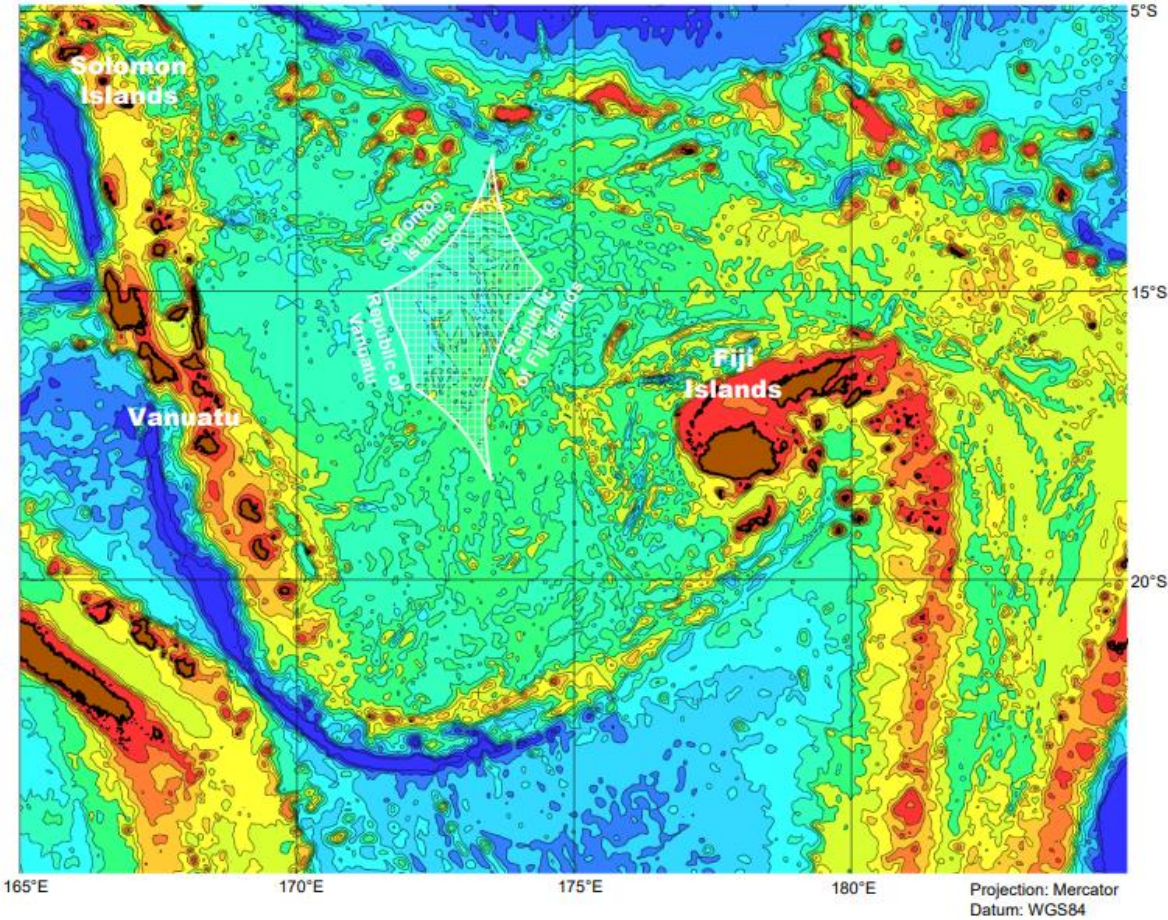 5°S
Solomon
Islands
Solomon
Islands
15°S
Republic of
Vanuatu
Republic
of Fiji Islands
Fiji
Islands
Vanuatu
20°S
165°E
170°E
175°E
180°E
Projection: Mercator
Datum: WGS84